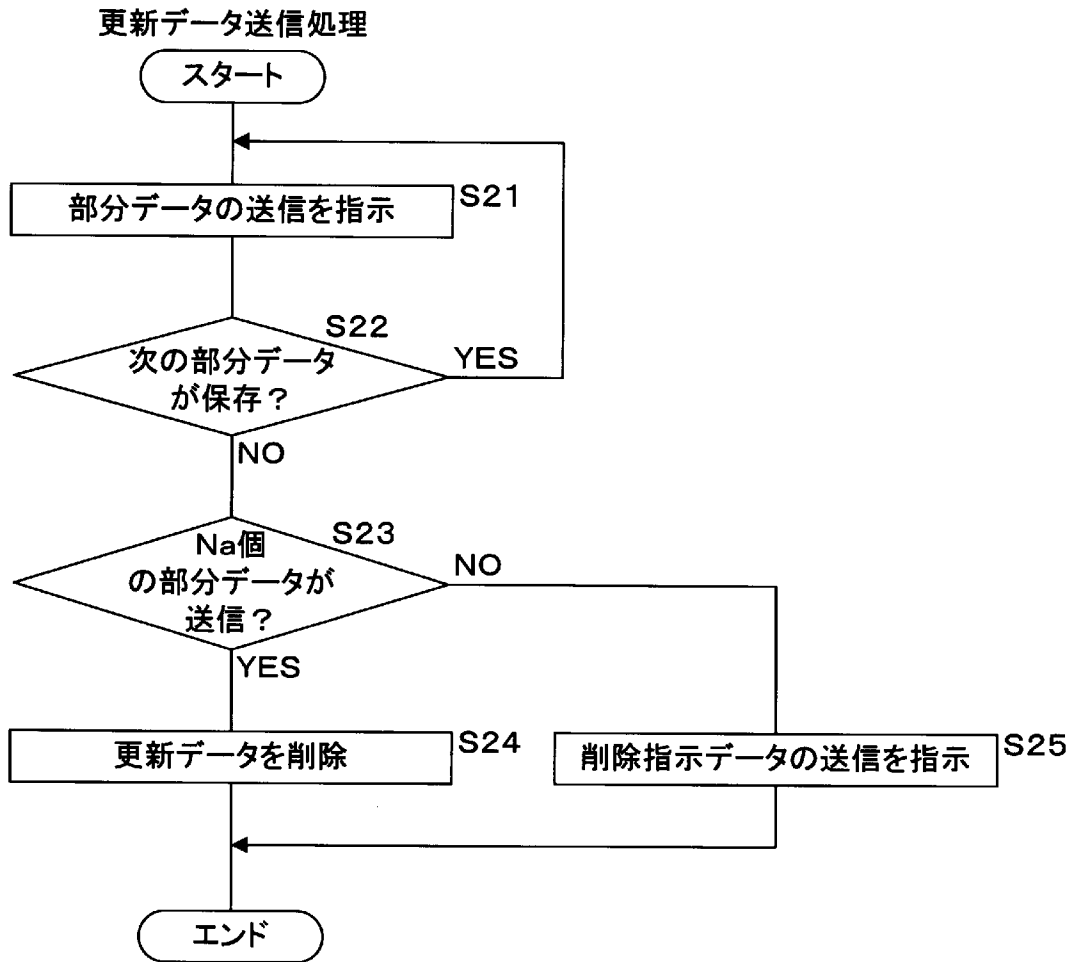 更新データ送信処理
スタート
部分データの送信を指示
S21
S22
次の部分データ
が保存？
YES
NO
S23
Na個
の部分データが
送信？
NO
YES
更新データを削除
S24
削除指示データの送信を指示
S25
エンド